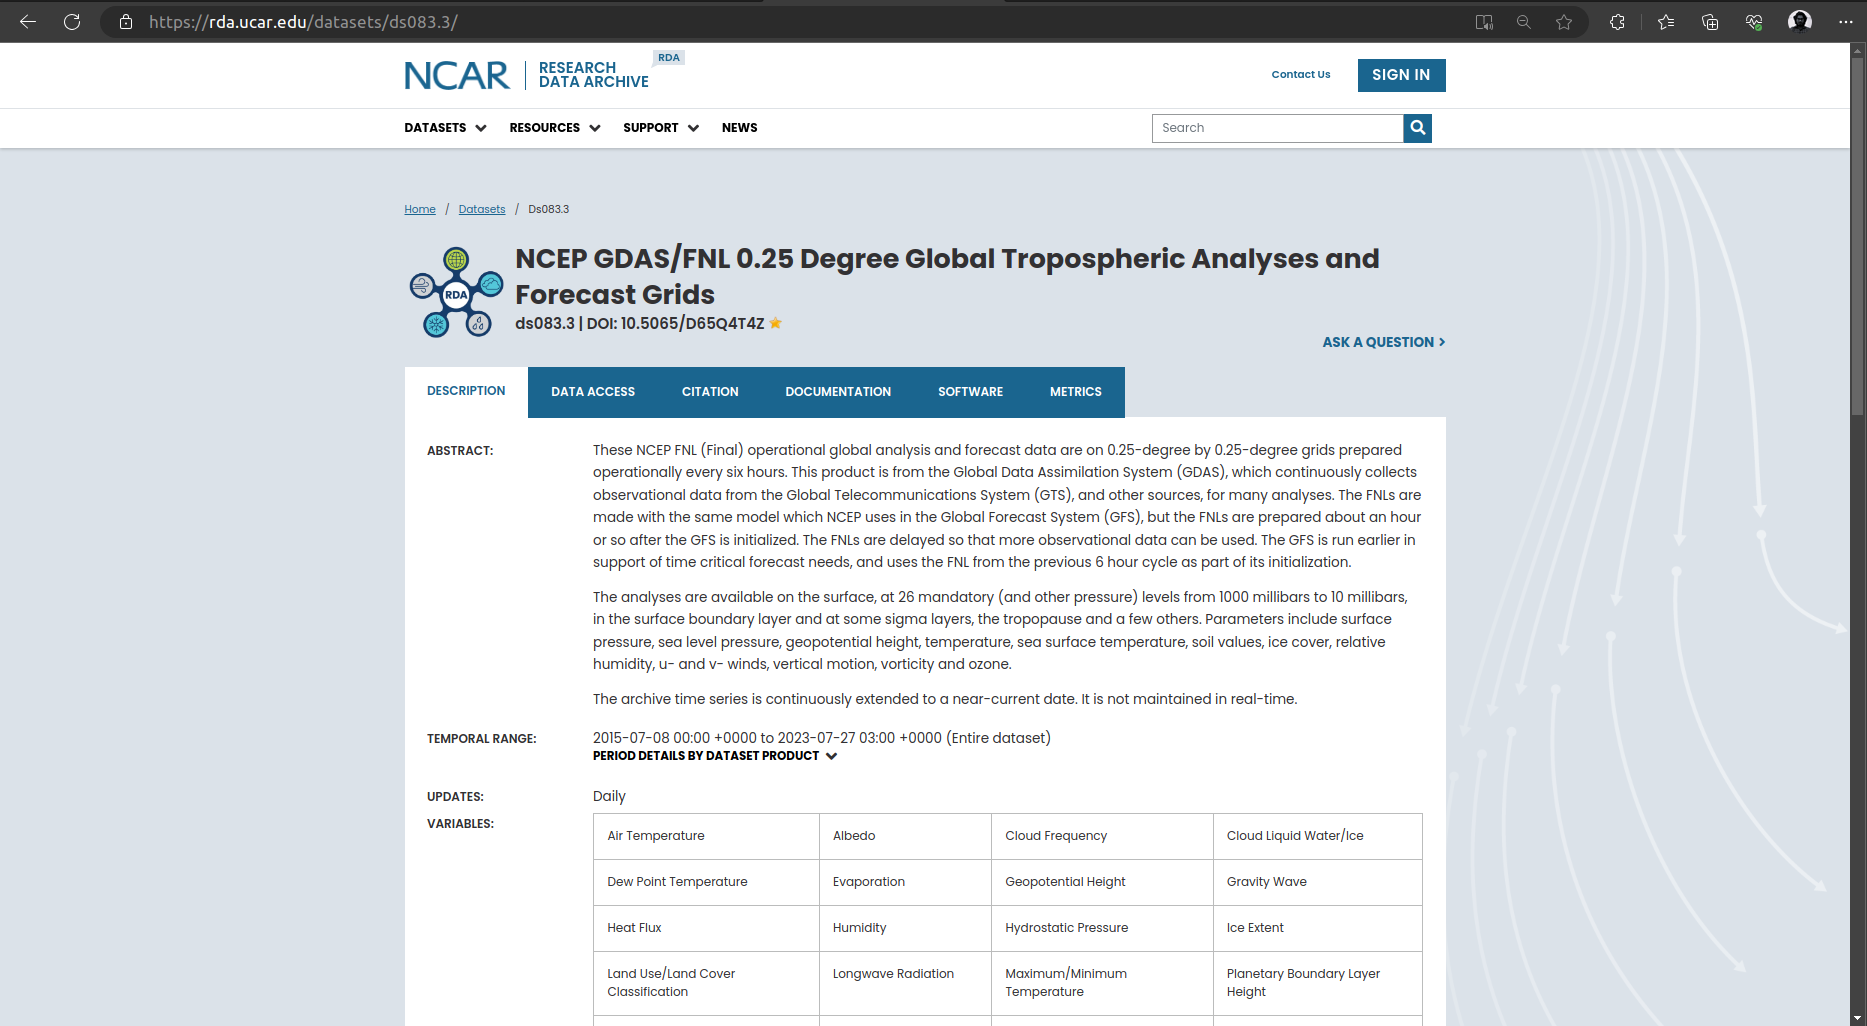 https://rda.ucar.edu/datasets/ds083.3/
NCAR
RESEARCH
DATA ARCHIVE
RDA
Contact Us
SIGN IN
DATASETS
RESOURCES
SUPPORT
NEWS
Search
Home / Datasets / Ds083.3
RDA
NCEP GDAS/FNL 0.25 Degree Global Tropospheric Analyses and
Forecast Grids
ds083.3 | DOI: 10.5065/D65Q4T4Z
ASK A QUESTION >
DESCRIPTION
DATA ACCESS
CITATION
DOCUMENTATION
SOFTWARE
METRICS
ABSTRACT:
These NCEP FNL (Final) operational global analysis and forecast data are on 0.25-degree by 0.25-degree grids prepared
operationally every six hours. This product is from the Global Data Assimilation System (GDAS), which continuously collects
observational data from the Global Telecommunications System (GTS), and other sources, for many analyses. The FNLs are
made with the same model which NCEP uses in the Global Forecast System (GFS), but the FNLs are prepared about an hour
or so after the GFS is initialized. The FNLs are delayed so that more observational data can be used. The GFS is run earlier in
support of time critical forecast needs, and uses the FNL from the previous 6 hour cycle as part of its initialization.
The analyses are available on the surface, at 26 mandatory (and other pressure) levels from 1000 millibars to 10 millibars,
in the surface boundary layer and at some sigma layers, the tropopause and a few others. Parameters include surface
pressure, sea level pressure, geopotential height, temperature, sea surface temperature, soil values, ice cover, relative
humidity, u- and v- winds, vertical motion, vorticity and ozone.
The archive time series is continuously extended to a near-current date. It is not maintained in real-time.
TEMPORAL RANGE:
2015-07-08 00:00 +0000 to 2023-07-27 03:00 +0000 (Entire dataset)
PERIOD DETAILS BY DATASET PRODUCT
UPDATES:
Daily
VARIABLES:
Air Temperature
Albedo
Cloud Frequency
Cloud Liquid Water/Ice
Dew Point Temperature
Evaporation
Geopotential Height
Gravity Wave
Heat Flux
Humidity
Hydrostatic Pressure
Ice Extent
Land Use/Land Cover
Classification
Longwave Radiation
Maximum/Minimum
Temperature
Planetary Boundary Layer
Height